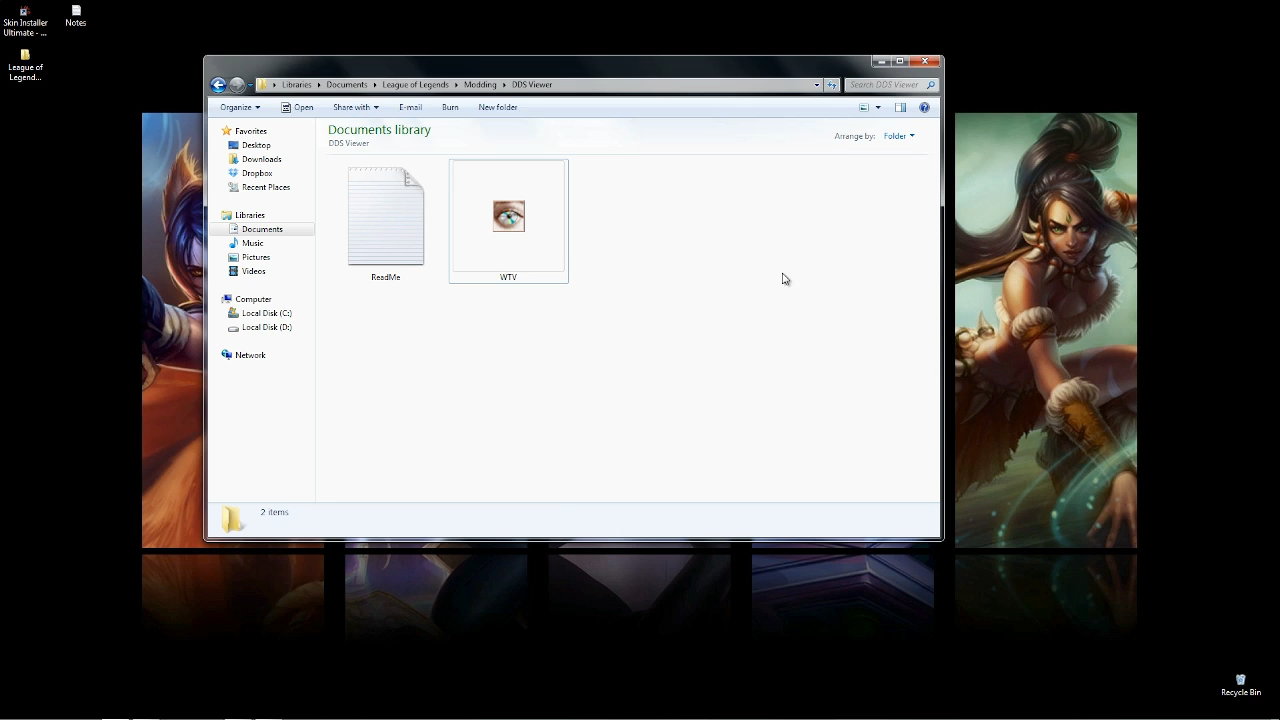 Skin Installer
Ultimate - ...
Notes
League of
Legend...
Libraries Documents League of Legends Modding DDS Viewer
Search DDS Viewer
Organize Open Share with E-mail Burn New folder
Favorites
Desktop
Downloads
Dropbox
Recent Places
Libraries
Documents
Music
Pictures
Videos
Computer
Local Disk (C:)
Local Disk (D:)
Network
Documents library
DDS Viewer
Arrange by: Folder
ReadMe
WTV
2 items
Recycle Bin